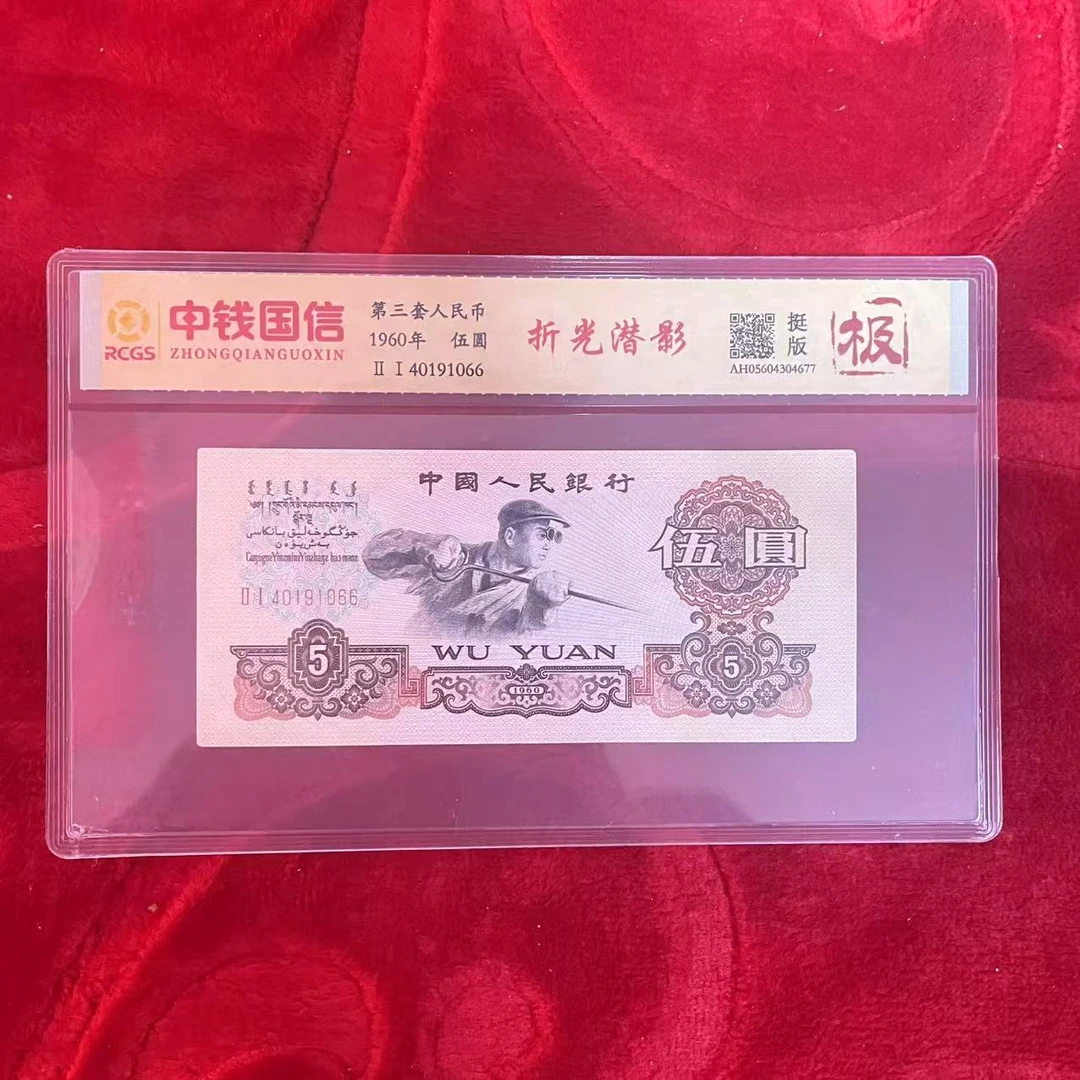 中钱国信
RCGS ZHONGQIANGUOXIN
第三套人民币
1960年 伍圆
II I 40191066
折光潜影
挺版
AH05604304677
极
中國人民銀行
伍圓
II I 40191066
5
WU YUAN
5
1960